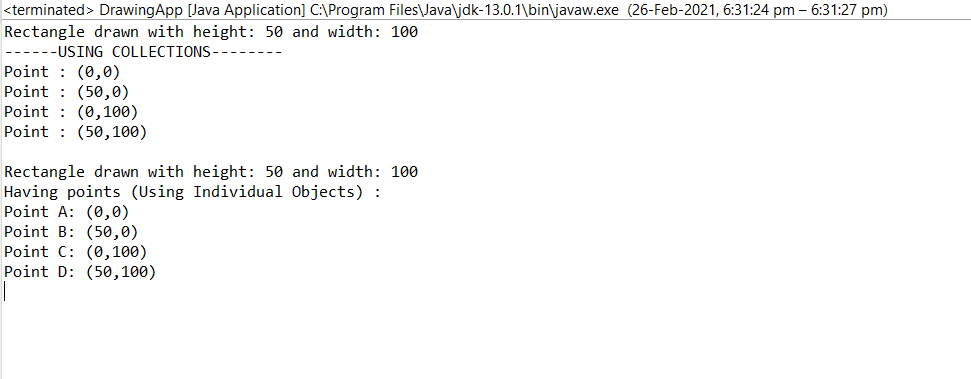 <terminated> DrawingApp [Java Application] C:\Program Files\Java\jdk-13.0.1\bin\javaw.exe (26-Feb-2021, 6:31:24 pm – 6:31:27 pm)
Rectangle drawn with height: 50 and width: 100
------USING COLLECTIONS--------
Point : (0,0)
Point : (50,0)
Point : (0,100)
Point : (50,100)
Rectangle drawn with height: 50 and width: 100
Having points (Using Individual Objects) :
Point A: (0,0)
Point B: (50,0)
Point C: (0,100)
Point D: (50,100)